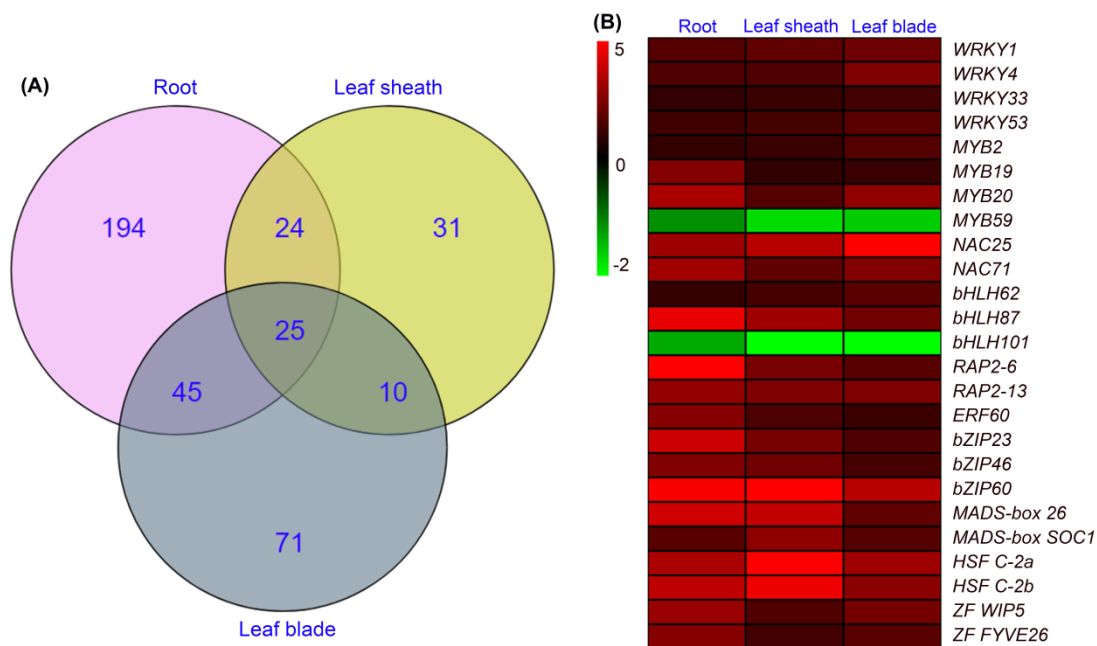 (A)
Root
Leaf sheath
194
24
31
25
45
10
71
Leaf blade
(B)
Root Leaf sheath Leaf blade
5
0
-2
WRKY1
WRKY4
WRKY33
WRKY53
MYB2
MYB19
MYB20
MYB59
NAC25
NAC71
bHLH62
bHLH87
bHLH101
RAP2-6
RAP2-13
ERF60
bZIP23
bZIP46
bZIP60
MADS-box 26
MADS-box SOC1
HSF C-2a
HSF C-2b
ZF WIP5
ZF FYVE26